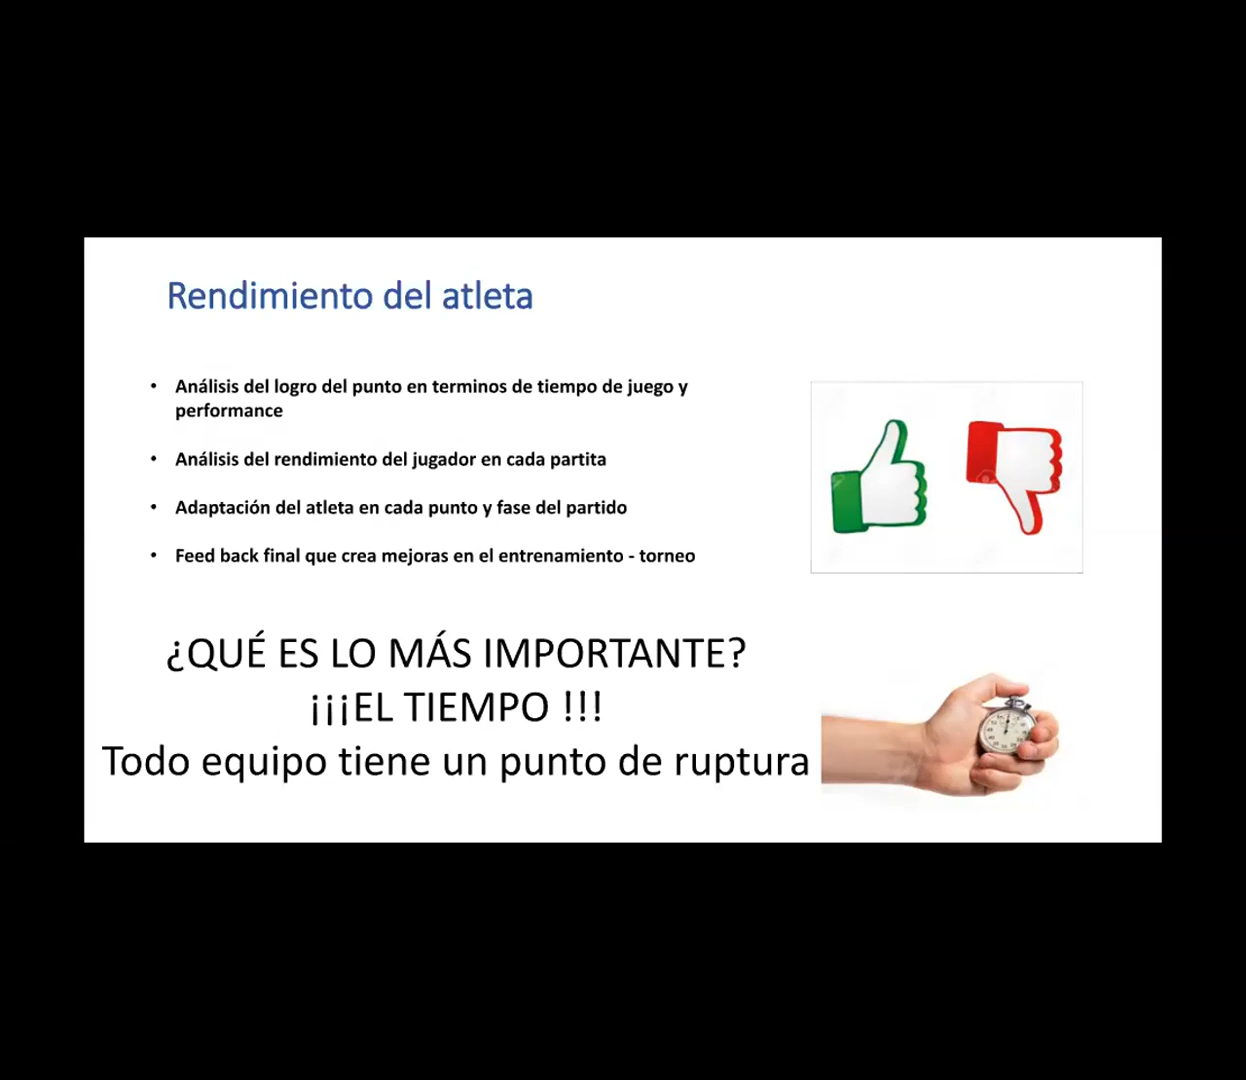 Rendimiento del atleta
• Análisis del logro del punto en terminos de tiempo de juego y
performance
• Análisis del rendimiento del jugador en cada partita
• Adaptación del atleta en cada punto y fase del partido
• Feed back final que crea mejoras en el entrenamiento - torneo
¿QUÉ ES LO MÁS IMPORTANTE?
¡¡¡EL TIEMPO !!!
Todo equipo tiene un punto de ruptura